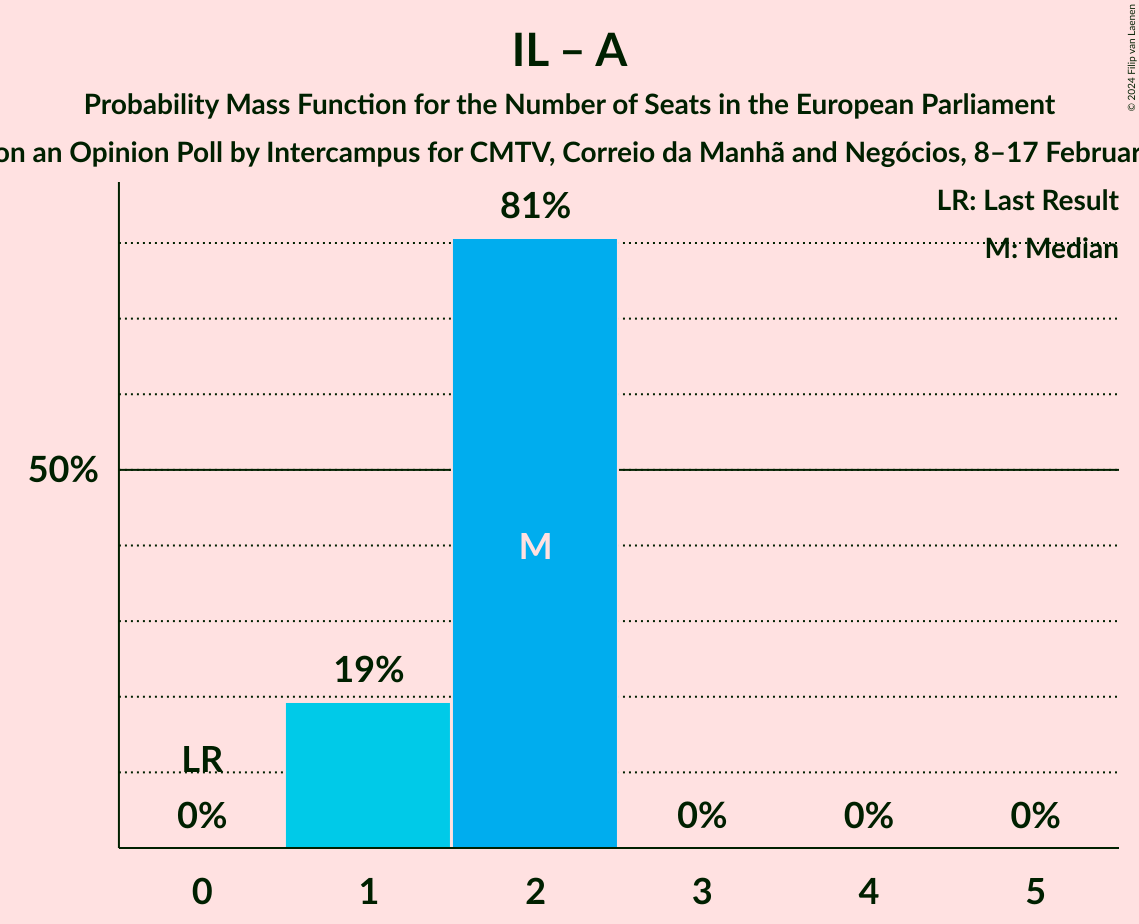 IL – A
Probability Mass Function for the Number of Seats in the European Parliament
on an Opinion Poll by Intercampus for CMTV, Correio da Manhã and Negócios, 8–17 Februar
© 2024 Filip van Laenen
LR: Last Result
M: Median
81%
50%
M
19%
LR
0%
0%
0%
0%
0
1
2
3
4
5